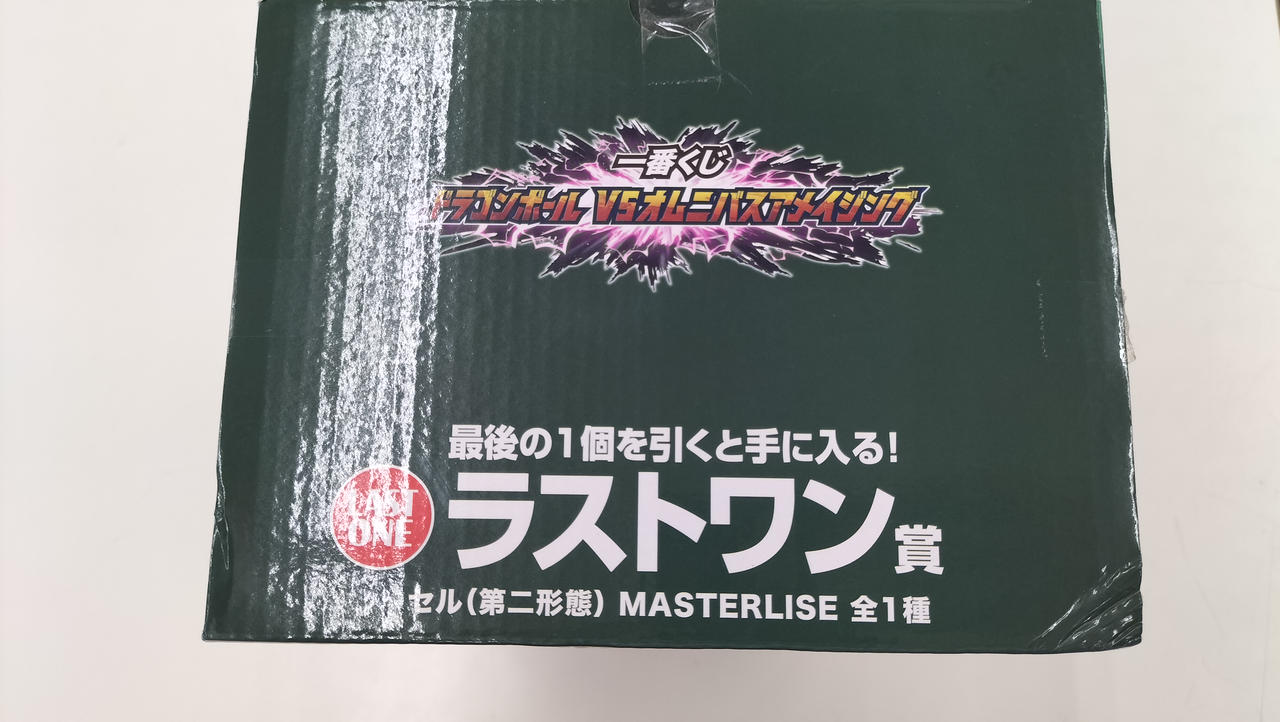 一番くじ
ドラゴンボール VSオムニバスアメイジング
最後の1個を引くと手に入る!
LAST
ONE
ラストワン賞
セル(第二形態) MASTERLISE 全1種